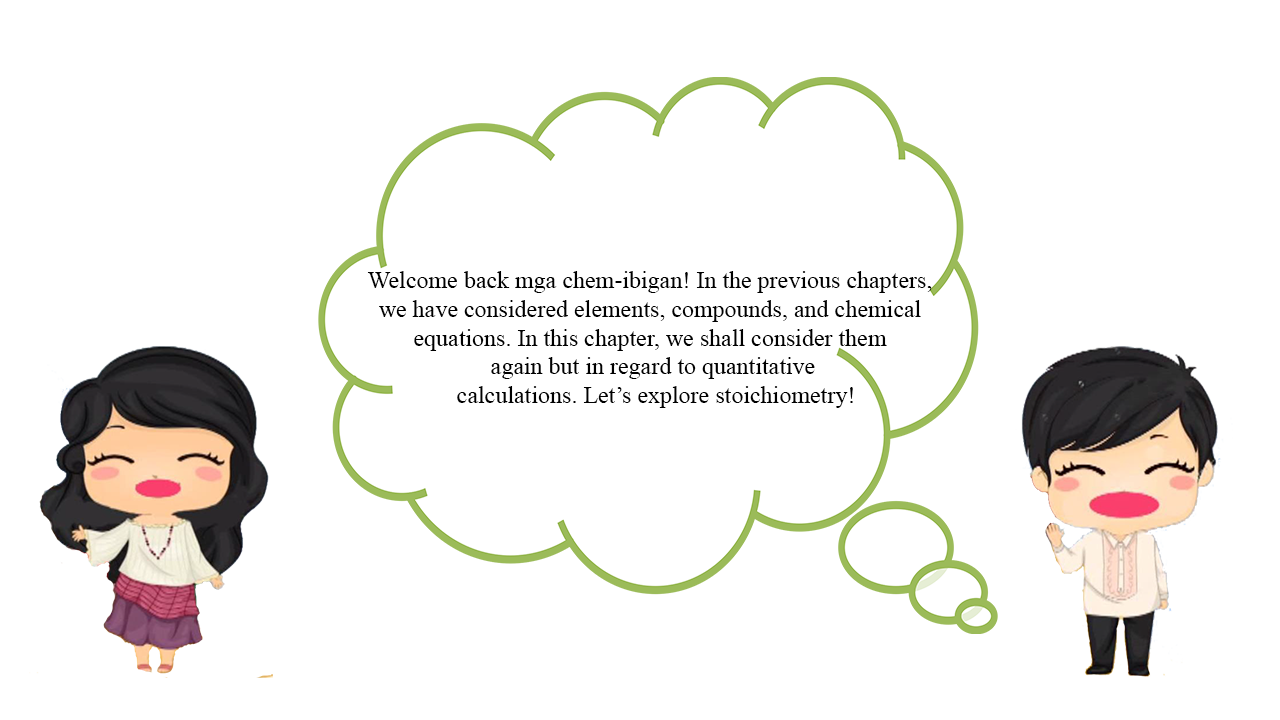 Welcome back mga chem-ibigan! In the previous chapters,
we have considered elements, compounds, and chemical
equations. In this chapter, we shall consider them
again but in regard to quantitative
calculations. Let’s explore stoichiometry!